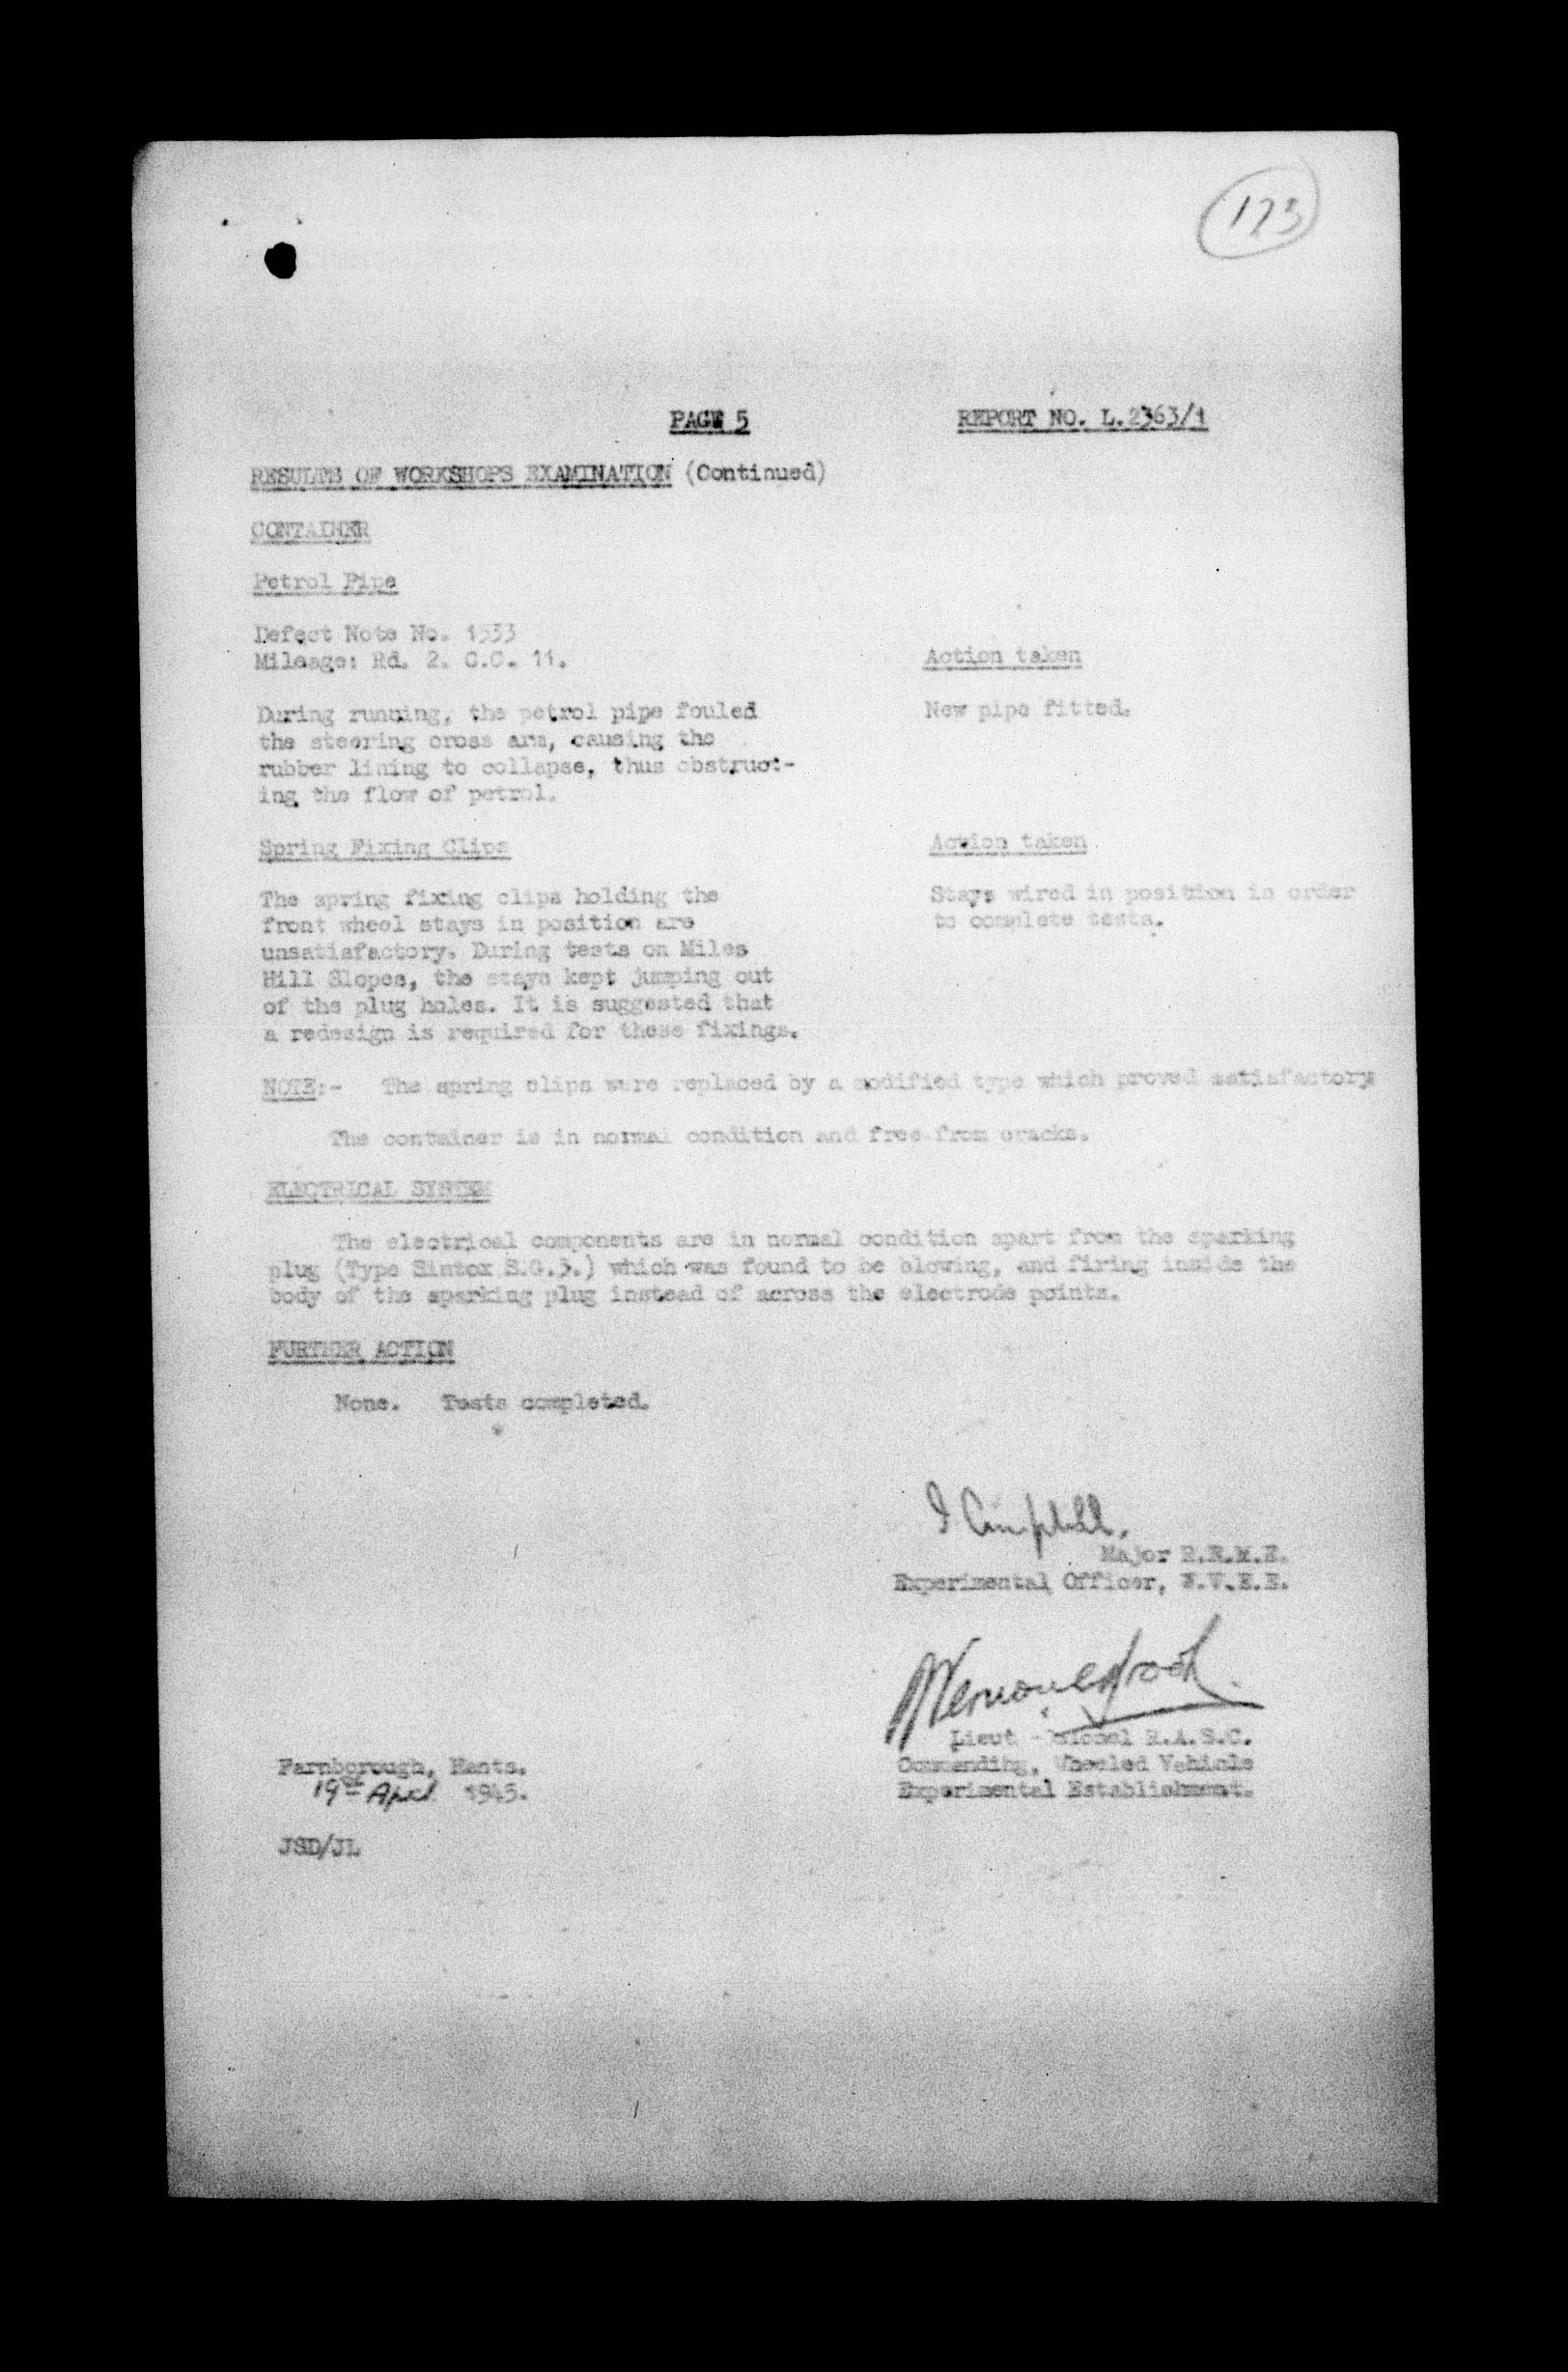 173
PAGE 5
REPORT NO. L.2363/1
RESULTS OF WORKSHOPS EXAMINATION (Continued)
CONTAINER
Petrol Pipe
Defect Note No. 1533
Mileage: Rd. 2. C.C. 11.
Action taken
During running, the petrol pipe fouled
the steering cross arm, causing the
rubber lining to collapse, thus obstruct-
ing the flow of petrol.
New pipe fitted.
Spring Fixing Clips
Action taken
The spring fixing clips holding the
front wheel stays in position are
unsatisfactory. During tests on Miles
Hill Slopes, the stays kept jumping out
of the plug holes. It is suggested that
a redesign is required for these fixings.
Stays wired in position in order
to complete tests.
NOTE:- The spring clips were replaced by a modified type which proved satisfactory.
The container is in normal condition and free from cracks.
ELECTRICAL SYSTEM
The electrical components are in normal condition apart from the sparking
plug (Type Sintox S.G.3.) which was found to be blowing, and firing inside the
body of the sparking plug instead of across the electrode points.
FURTHER ACTION
None. Tests completed.
I Campbell.
Major R.E.M.E.
Experimental Officer, W.V.E.E.
Lieut - Colonel R.A.S.C.
Commanding, Wheeled Vehicle
Experimental Establishment.
Farnborough, Hants.
19th April 1945.
JSD/JL